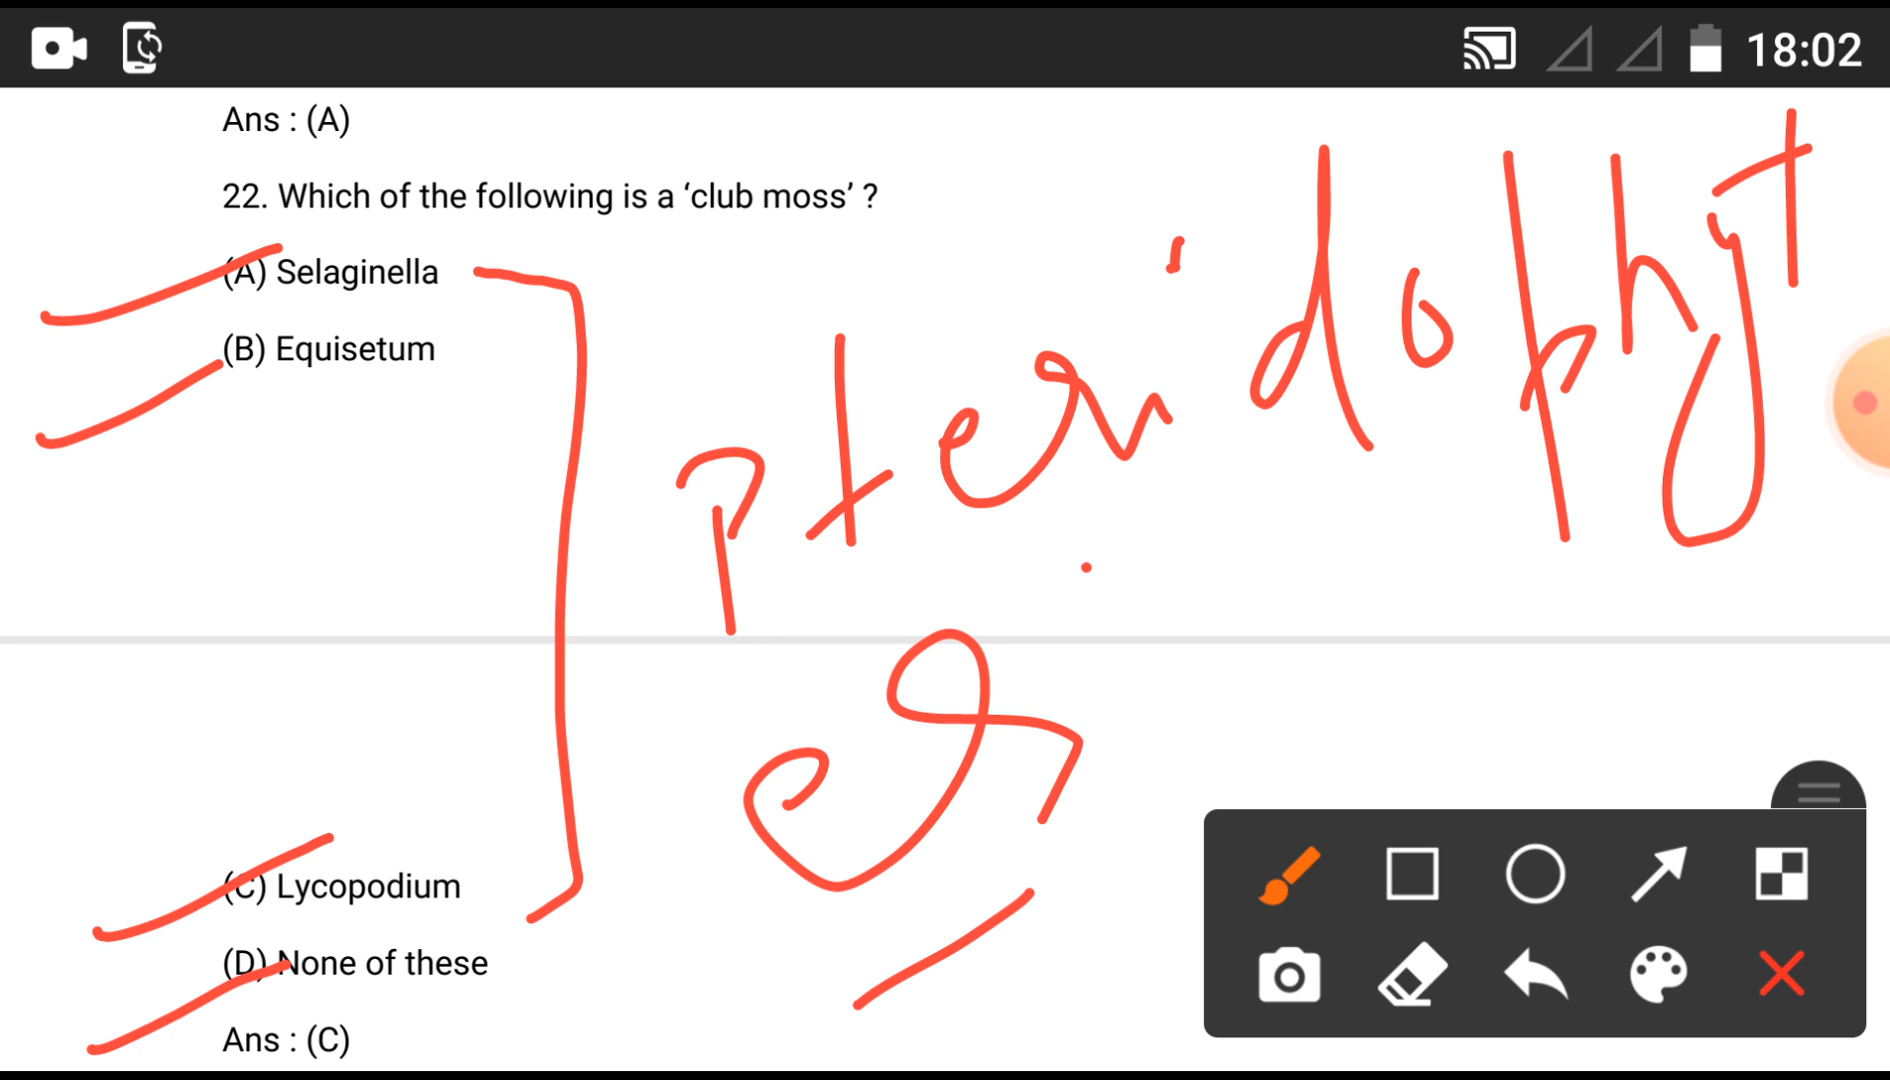 18:02
Ans : (A)
22. Which of the following is a ‘club moss’ ?
(A) Selaginella
(B) Equisetum
pteridophyt
(C) Lycopodium
(D) None of these
Ans : (C)